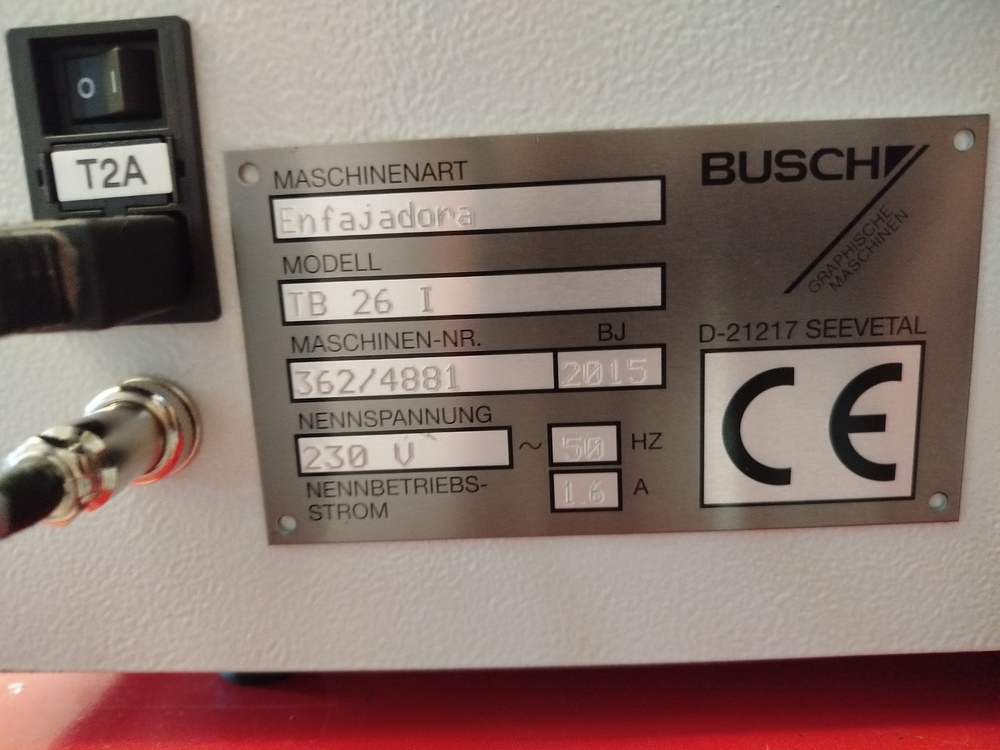 O I
T2A
MASCHINENART
Enfajadora
MODELL
TB 26 I
MASCHINEN-NR. BJ
362/4881 2015
NENNSPANNUNG
230 V ~ 50 HZ
NENNBETRIEBS-
STROM
1.6 A
BUSCH
GRAPHISCHE
MASCHINEN
D-21217 SEEVETAL
CE